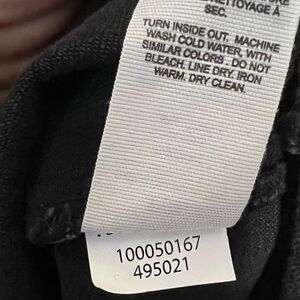 NETTOYAGE À
SEC.
TURN INSIDE OUT. MACHINE
WASH COLD WATER, WITH
SIMILAR COLORS. DO NOT
BLEACH. LINE DRY. IRON
WARM. DRY CLEAN.
100050167
495021